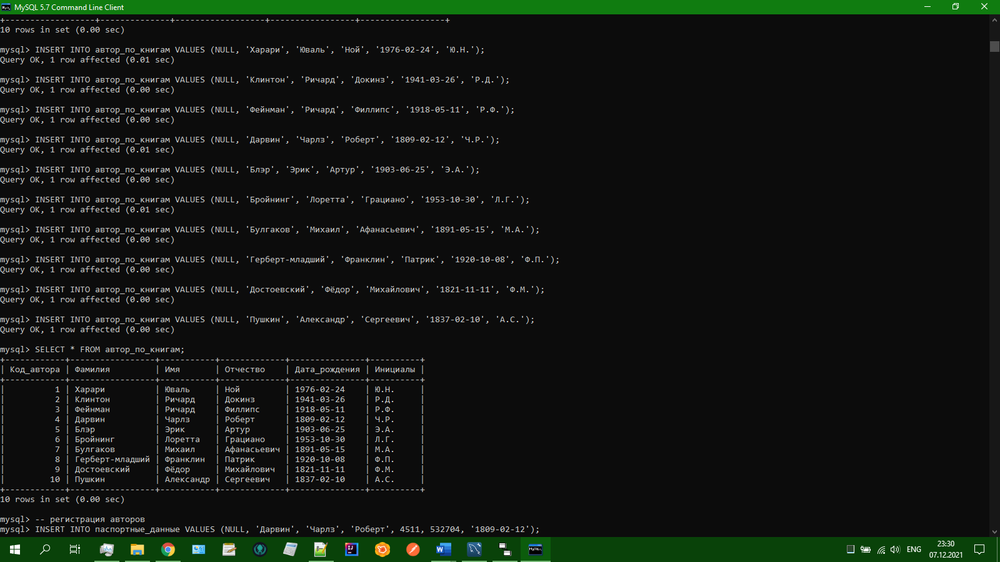 MySQL 5.7 Command Line Client
+------------------+--------------+------------------+-----------------+-----------------+
10 rows in set (0.00 sec)
mysql> INSERT INTO автор_по_книгам VALUES (NULL, 'Харари', 'Юваль', 'Ной', '1976-02-24', 'Ю.Н.');
Query OK, 1 row affected (0.01 sec)
mysql> INSERT INTO автор_по_книгам VALUES (NULL, 'Клинтон', 'Ричард', 'Докинз', '1941-03-26', 'Р.Д.');
Query OK, 1 row affected (0.00 sec)
mysql> INSERT INTO автор_по_книгам VALUES (NULL, 'Фейнман', 'Ричард', 'Филлипс', '1918-05-11', 'Р.Ф.');
Query OK, 1 row affected (0.00 sec)
mysql> INSERT INTO автор_по_книгам VALUES (NULL, 'Дарвин', 'Чарлз', 'Роберт', '1809-02-12', 'Ч.Р.');
Query OK, 1 row affected (0.01 sec)
mysql> INSERT INTO автор_по_книгам VALUES (NULL, 'Блэр', 'Эрик', 'Артур', '1903-06-25', 'Э.А.');
Query OK, 1 row affected (0.00 sec)
mysql> INSERT INTO автор_по_книгам VALUES (NULL, 'Бройнинг', 'Лоретта', 'Грациано', '1953-10-30', 'Л.Г.');
Query OK, 1 row affected (0.01 sec)
mysql> INSERT INTO автор_по_книгам VALUES (NULL, 'Булгаков', 'Михаил', 'Афанасьевич', '1891-05-15', 'М.А.');
Query OK, 1 row affected (0.00 sec)
mysql> INSERT INTO автор_по_книгам VALUES (NULL, 'Герберт-младший', 'Франклин', 'Патрик', '1920-10-08', 'Ф.П.');
Query OK, 1 row affected (0.00 sec)
mysql> INSERT INTO автор_по_книгам VALUES (NULL, 'Достоевский', 'Фёдор', 'Михайлович', '1821-11-11', 'Ф.М.');
Query OK, 1 row affected (0.00 sec)
mysql> INSERT INTO автор_по_книгам VALUES (NULL, 'Пушкин', 'Александр', 'Сергеевич', '1837-02-10', 'А.С.');
Query OK, 1 row affected (0.00 sec)
mysql> SELECT * FROM автор_по_книгам;
+------------+-----------------+-----------+-------------+---------------+----------+
| Код_автора | Фамилия         | Имя       | Отчество    | Дата_рождения | Инициалы |
+------------+-----------------+-----------+-------------+---------------+----------+
|          1 | Харари          | Юваль     | Ной         | 1976-02-24    | Ю.Н.     |
|          2 | Клинтон         | Ричард    | Докинз      | 1941-03-26    | Р.Д.     |
|          3 | Фейнман         | Ричард    | Филлипс     | 1918-05-11    | Р.Ф.     |
|          4 | Дарвин          | Чарлз     | Роберт      | 1809-02-12    | Ч.Р.     |
|          5 | Блэр            | Эрик      | Артур       | 1903-06-25    | Э.А.     |
|          6 | Бройнинг        | Лоретта   | Грациано    | 1953-10-30    | Л.Г.     |
|          7 | Булгаков        | Михаил    | Афанасьевич | 1891-05-15    | М.А.     |
|          8 | Герберт-младший | Франклин  | Патрик      | 1920-10-08    | Ф.П.     |
|          9 | Достоевский     | Фёдор     | Михайлович  | 1821-11-11    | Ф.М.     |
|         10 | Пушкин          | Александр | Сергеевич   | 1837-02-10    | А.С.     |
+------------+-----------------+-----------+-------------+---------------+----------+
10 rows in set (0.00 sec)
mysql> -- регистрация авторов
mysql> INSERT INTO паспортные_данные VALUES (NULL, 'Дарвин', 'Чарлз', 'Роберт', 4511, 532704, '1809-02-12');
ENG
23:30
07.12.2021